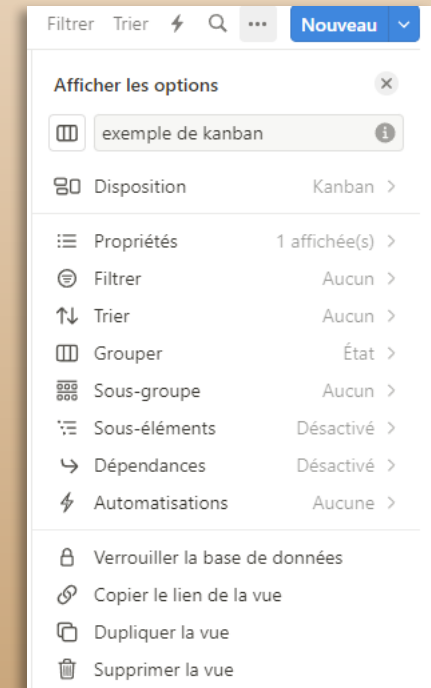 Filtrer Trier Nouveau
Afficher les options
exemple de kanban
Disposition Kanban
Propriétés 1 affichée(s)
Filtrer Aucun
Trier Aucun
Grouper État
Sous-groupe Aucun
Sous-éléments Désactivé
Dépendances Désactivé
Automatisations Aucune
Verrouiller la base de données
Copier le lien de la vue
Dupliquer la vue
Supprimer la vue